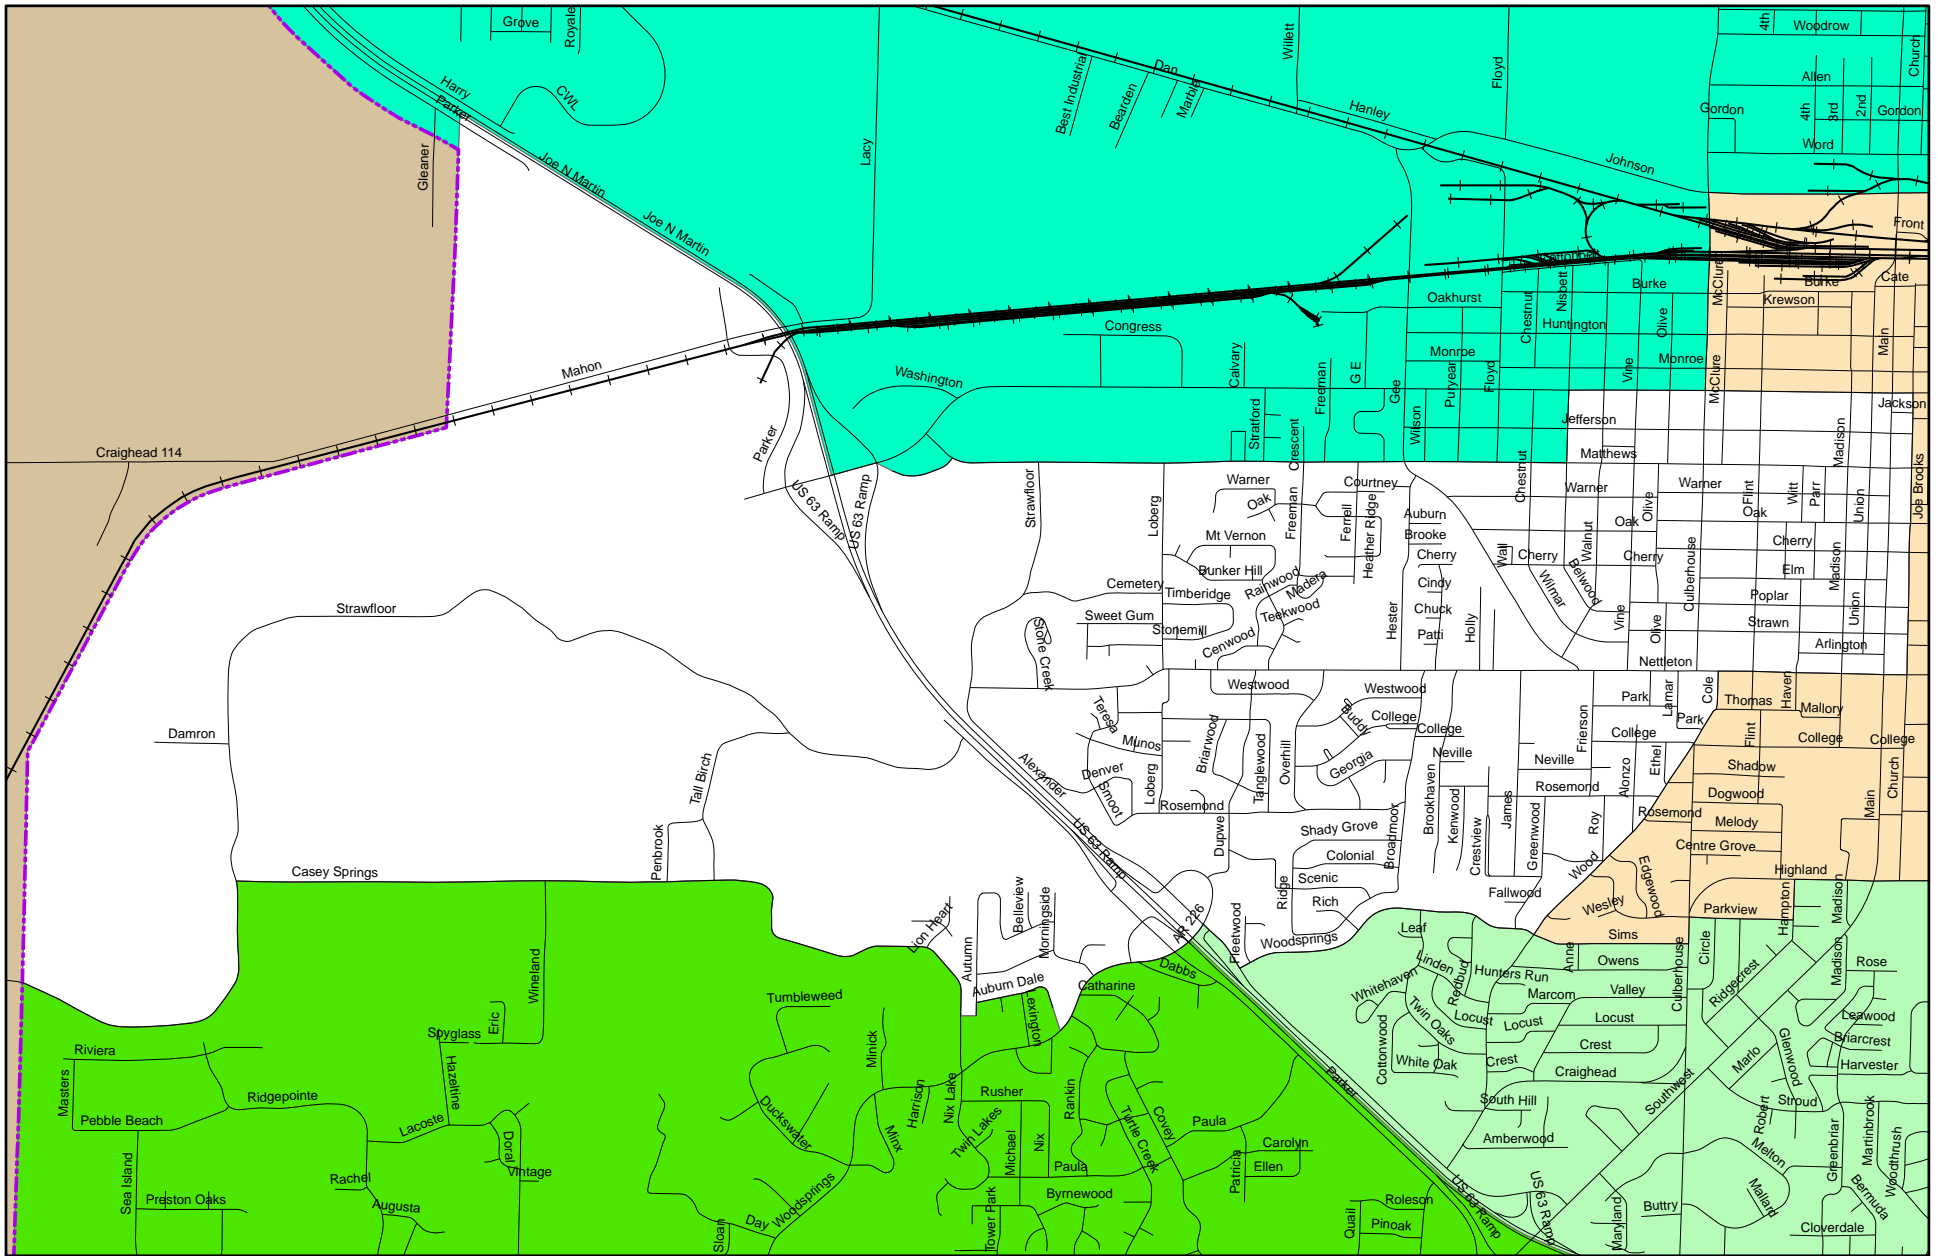 Grove
Royale
CWL
Harry
Parker
Gleaner
Joe N Martin
Joe N Martin
Lacy
Best Industrial
Bearden
Marble
Dan
Willett
Hanley
Floyd
Johnson
4th
Woodrow
Church
Allen
Gordon
4th
3rd
2nd
Gordon
Word
Front
Cate
Burke
Krewson
McClure
Burke
Nisbett
Chestnut
Oakhurst
Huntington
Olive
Main
Congress
Monroe
Monroe
Vine
McClure
Calvary
Freeman
G E
Gee
Puryear
Floyd
Washington
Mahon
Craighead 114
Parker
US 63 Ramp
US 63 Ramp
Stratford
Crescent
Wilson
Jefferson
Matthews
Jackson
Madison
Joe Brooks
Strawfloor
Loberg
Warner
Oak
Freeman
Courtney
Ferrell
Heather Ridge
Auburn
Brooke
Chestnut
Warner
Olive
Warner
Flint
Witt
Parr
Union
Oak
Oak
Mt Vernon
Bunker Hill
Cherry
Wall
Cherry
Walnut
Cherry
Culberhouse
Cherry
Elm
Madison
Cemetery
Timberidge
Rainwood
Madera
Teekwood
Cindy
Chuck
Patti
Hester
Holly
Wilmar
Belwood
Vine
Olive
Poplar
Union
Strawn
Arlington
Nettleton
Strawfloor
Sweet Gum
Stonemill
Cenwood
Stone Creek
Westwood
Westwood
Park
Lamar
Cole
Thomas
Haven
Mallory
Damron
Teresa
Munos
Briarwood
Tanglewood
Overhill
Buddy
College
College
Frierson
College
Park
Flint
College
College
Neville
Neville
Ethel
Shadow
Church
Denver
Smoot
Loberg
Rosemond
Georgia
Brookhaven
Kenwood
James
Rosemond
Alonzo
Dogwood
Main
Alexander
Tall Birch
Penbrook
US 63 Ramp
Dupwe
Shady Grove
Broadmoor
Crestview
Greenwood
Roy
Rosemond
Melody
Centre Grove
Colonial
Scenic
Ridge
Rich
Fallwood
Wood
Edgewood
Highland
Casey Springs
Lion Heart
Autumn
Belleview
Morningside
AR 226
Fleetwood
Woodsprings
Wesley
Parkview
Hampton
Madison
Leaf
Sims
Wineland
Auburn Dale
Catharine
Dabbs
Linden
Redbud
Hunters Run
Anne
Owens
Culberhouse
Circle
Ridgecrest
Madison
Rose
Tumbleweed
Lexington
Whitehaven
Twin Oaks
Marcom
Valley
Spyglass
Eric
Minick
Locust
Locust
Locust
Leawood
Riviera
Hazeltine
Cottonwood
White Oak
Crest
Crest
Marlo
Glenwood
Briarcrest
Harvester
Masters
Harrison
Nix Lake
Rusher
Rankin
Parker
Craighead
Southwest
Stroud
Ridgepointe
Pebble Beach
Lacoste
Doral
Duckswater
Minx
Twin Lakes
Michael
Nix
Turtle Creek
Covey
Paula
South Hill
Robert
Martinbrook
Amberwood
Carolyn
Ellen
Patricia
Paula
Melton
Greenbriar
Woodthrush
Rachel
Vintage
Sea Island
Preston Oaks
Augusta
Woodsprings
Day
Sloan
Byrnewood
Tower Park
Roleson
Quail
Pinoak
US 63 Ramp
US 63 Ramp
Maryland
Buttry
Mallard
Bermuda
Cloverdale